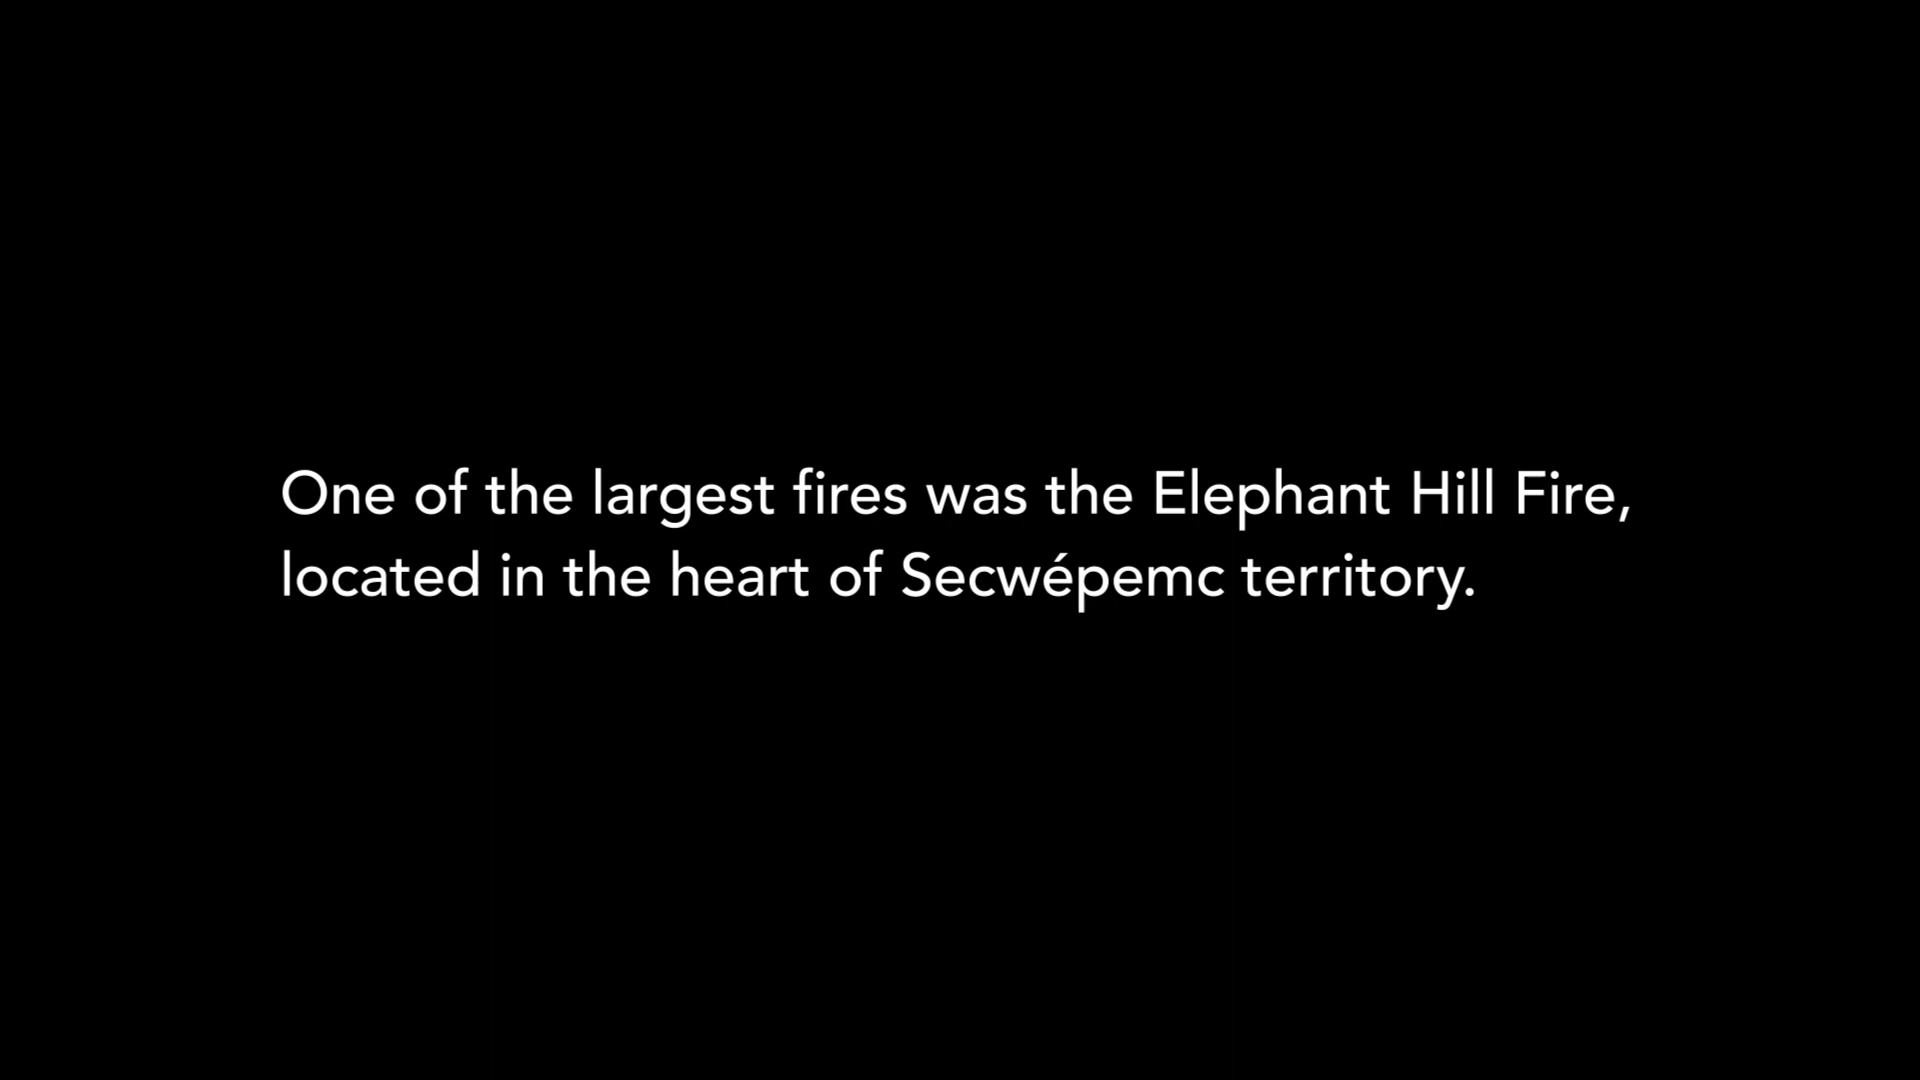 One of the largest fires was the Elephant Hill Fire,
located in the heart of Secwépemc territory.